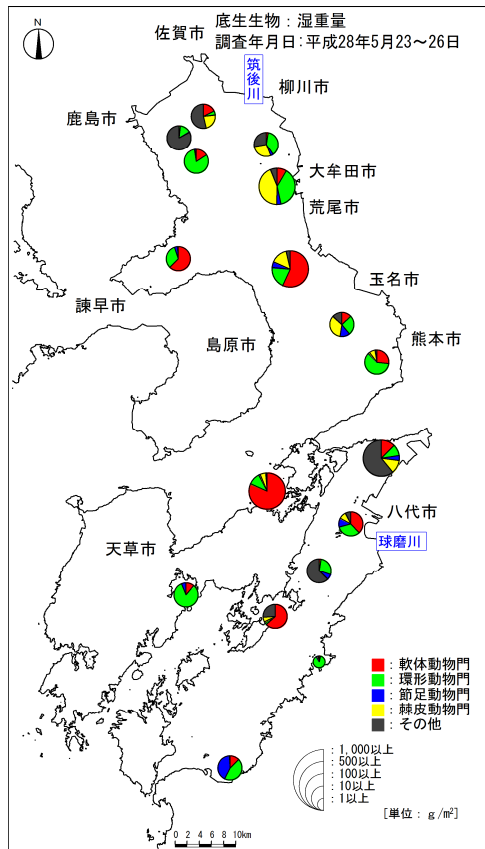 底生生物:湿重量
調査年月日:平成28年5月23~26日
N
佐賀市
筑後川
柳川市
鹿島市
大牟田市
荒尾市
玉名市
諫早市
島原市
熊本市
八代市
球磨川
天草市
:軟体動物門
:環形動物門
:節足動物門
:棘皮動物門
:その他
:1,000以上
:500以上
:100以上
:10以上
:1以上
[単位:g/m²]
0 2 4 6 8 10km